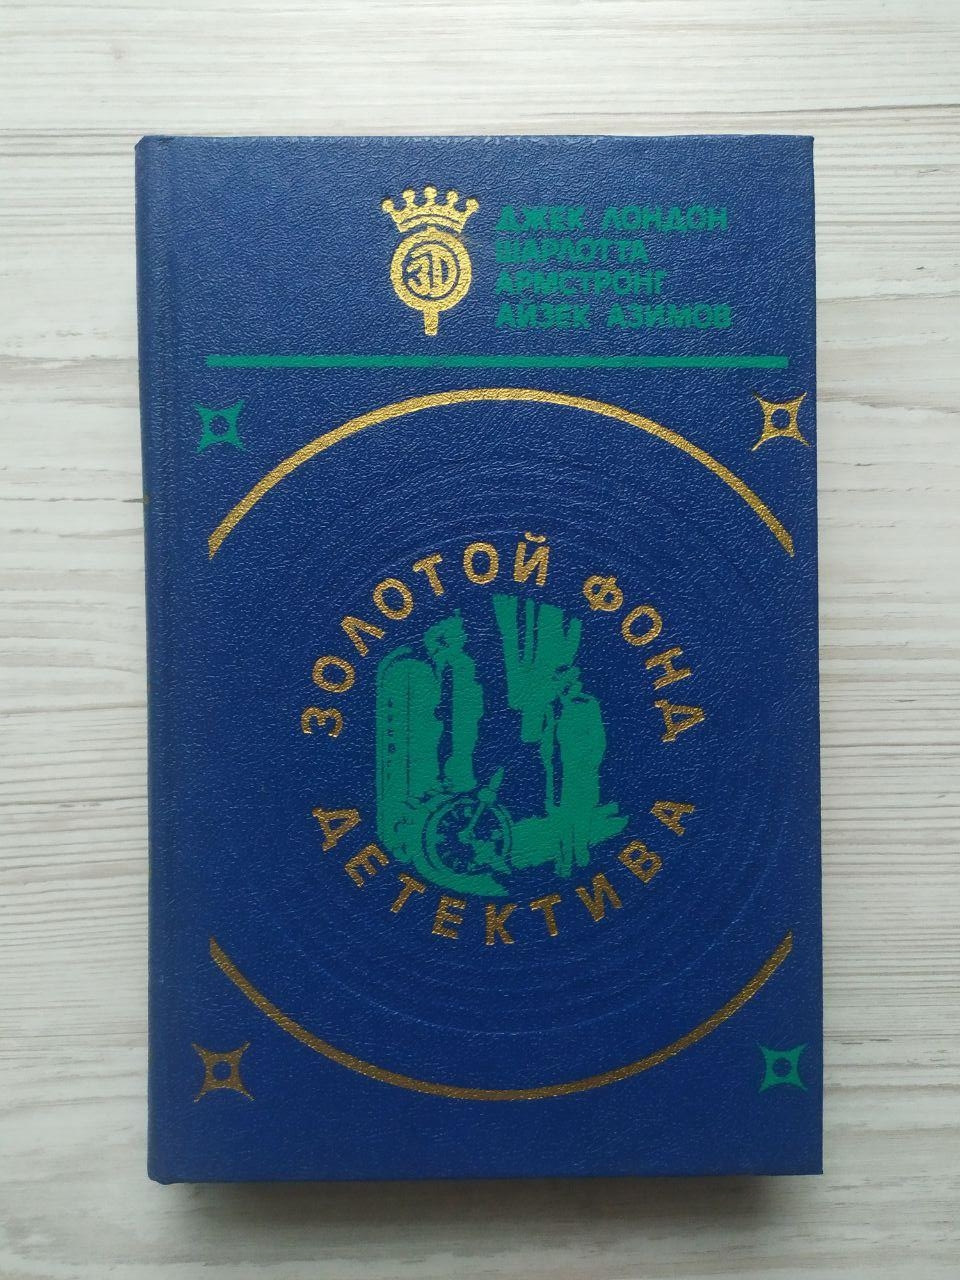 ЗФ
ДЖЕК ЛОНДОН
ШАРЛОТТА
АРМСТРОНГ
АЙЗЕК АЗИМОВ
ЗОЛОТОЙ ФОНД
ДЕТЕКТИВА